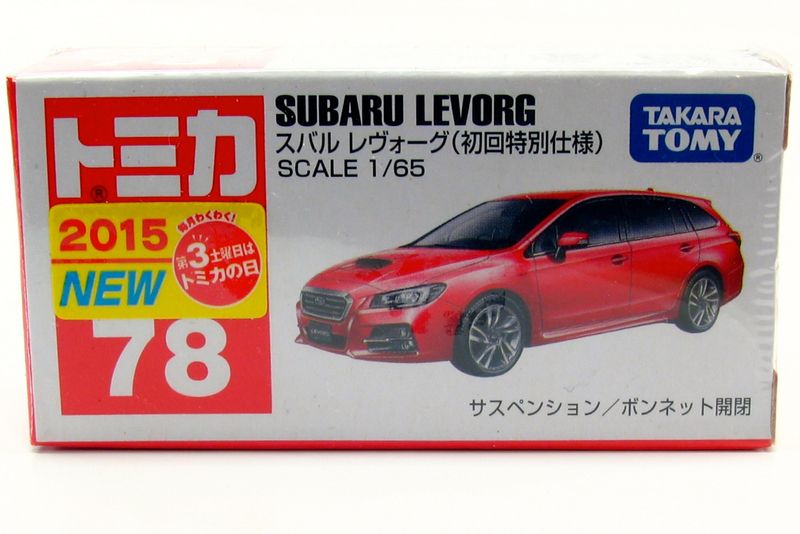 トミカ®
SUBARU LEVORG
スバル レヴォーグ(初回特別仕様)
SCALE 1/65
TAKARA
TOMY®
2015
NEW
毎月わくわく!
第3土曜日は
トミカの日
78
LEVORG
サスペンション/ボンネット開閉